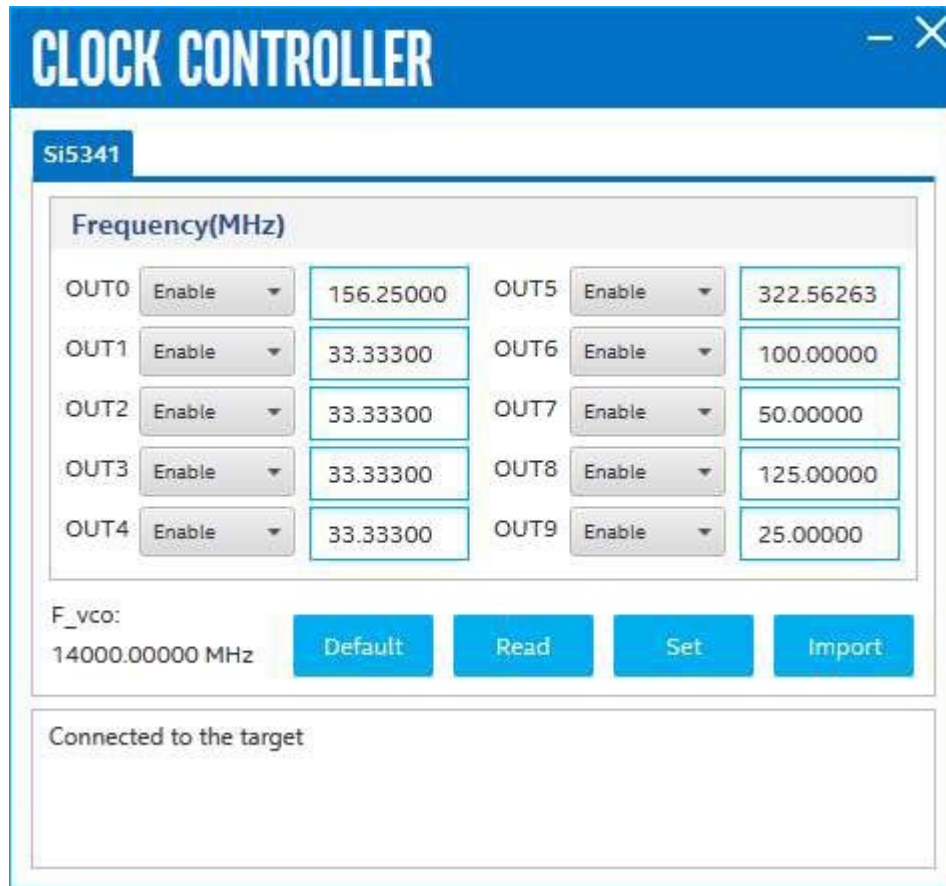 CLOCK CONTROLLER
Si5341
Frequency(MHz)
OUT0 Enable 156.25000 OUT5 Enable 322.56263
OUT1 Enable 33.33300 OUT6 Enable 100.00000
OUT2 Enable 33.33300 OUT7 Enable 50.00000
OUT3 Enable 33.33300 OUT8 Enable 125.00000
OUT4 Enable 33.33300 OUT9 Enable 25.00000
F_vco:
14000.00000 MHz Default Read Set Import
Connected to the target